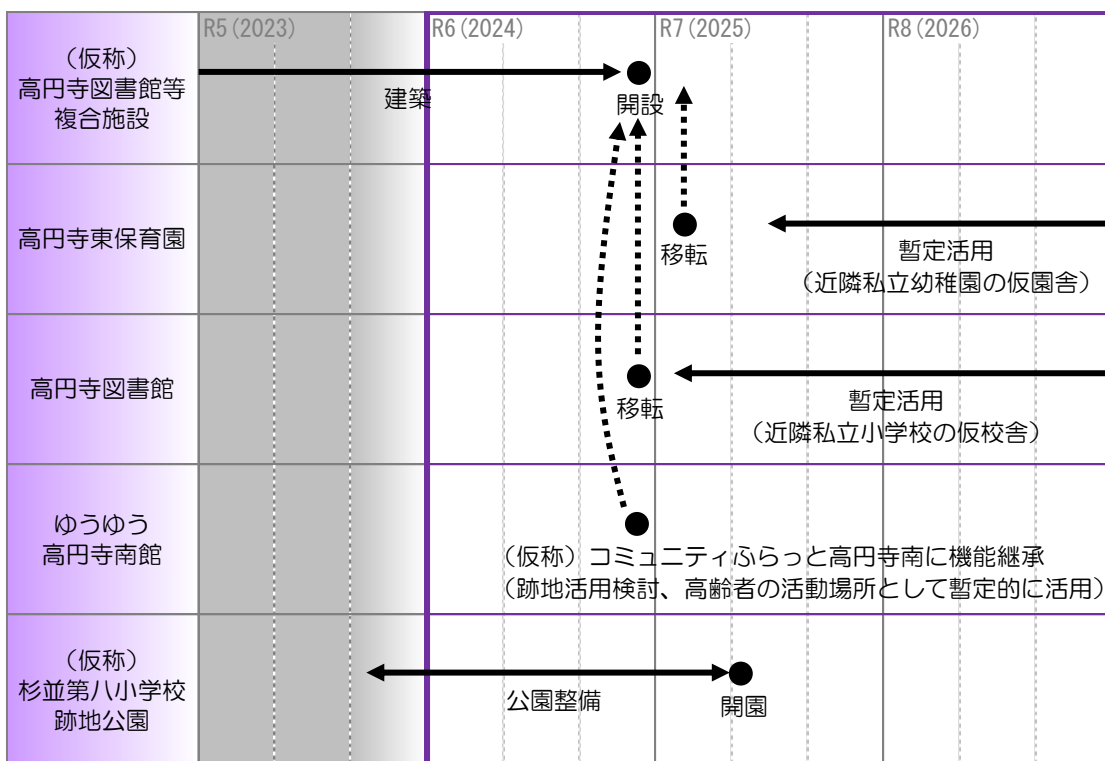 R5(2023)
R6(2024)
R7(2025)
R8(2026)
（仮称）
高円寺図書館等
複合施設
建築
開設
高円寺東保育園
移転
暫定活用
（近隣私立幼稚園の仮園舎）
高円寺図書館
移転
暫定活用
（近隣私立小学校の仮校舎）
ゆうゆう
高円寺南館
（仮称）コミュニティふらっと高円寺南に機能継承
（跡地活用検討、高齢者の活動場所として暫定的に活用）
（仮称）
杉並第八小学校
跡地公園
公園整備
開園